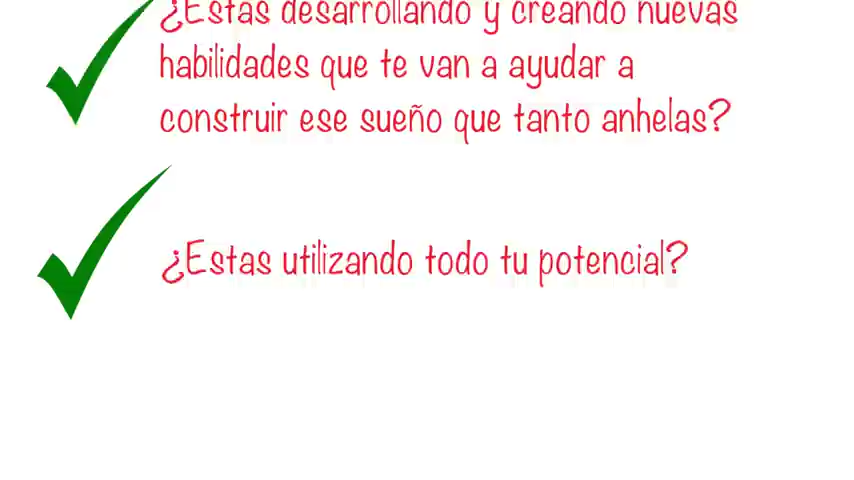 ¿Estas desarrollando y creando nuevas
habilidades que te van a ayudar a
construir ese sueño que tanto anhelas?
¿Estas utilizando todo tu potencial?